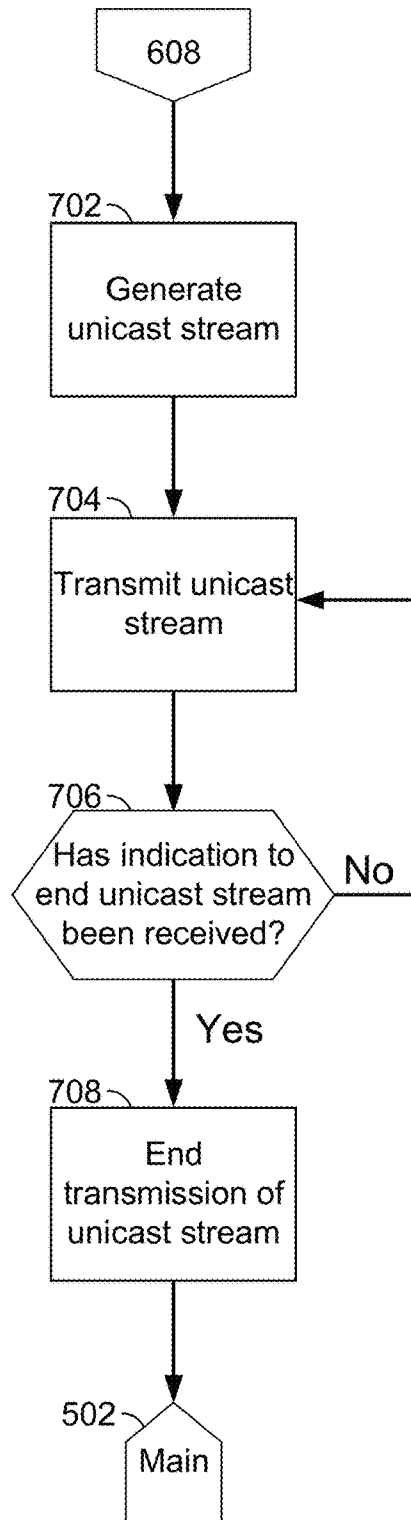 608
702
Generate
unicast stream
704
Transmit unicast
stream
706
Has indication to
end unicast stream
been received?
No
Yes
708
End
transmission of
unicast stream
502
Main